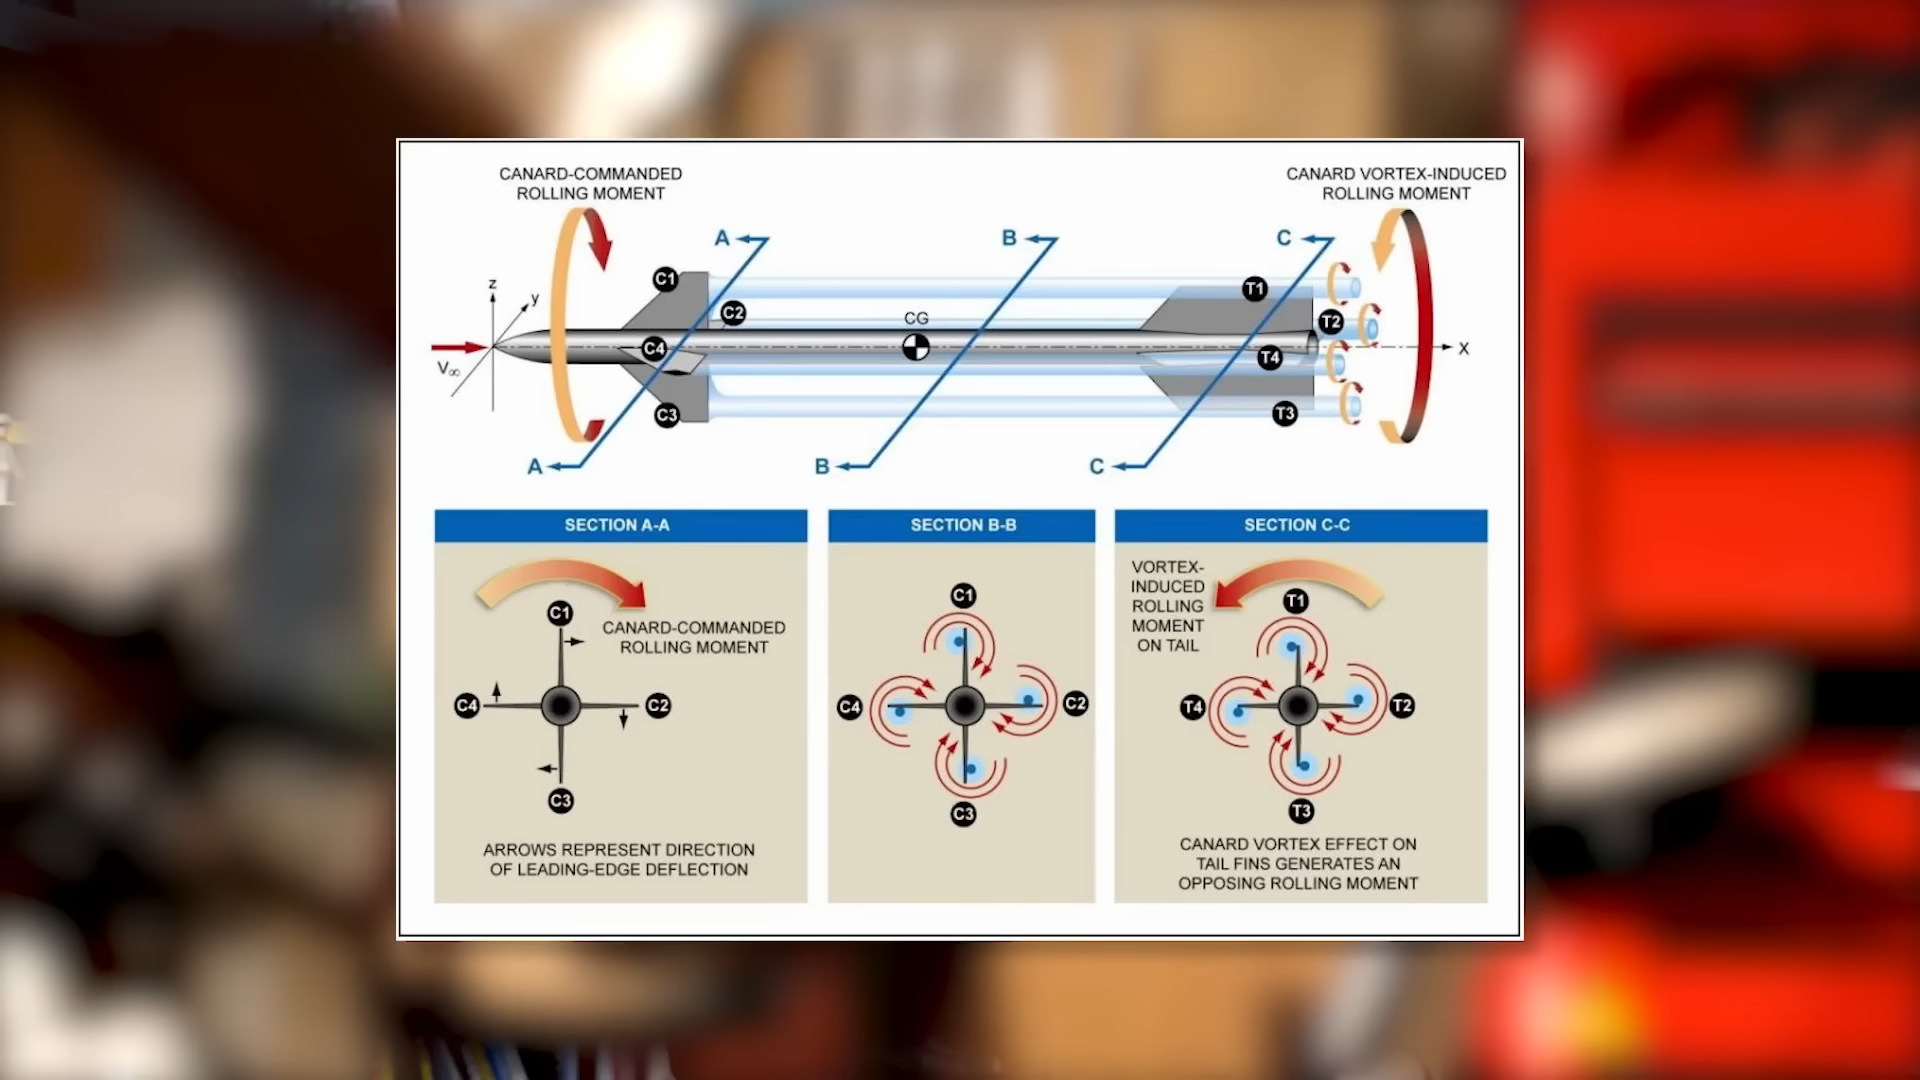 CANARD-COMMANDED
ROLLING MOMENT
CANARD VORTEX-INDUCED
ROLLING MOMENT
A
B
C
C1
T1
z
y
C2
CG
T2
C4
T4
X
V∞
C3
T3
A
B
C
SECTION A-A
C1
CANARD-COMMANDED
ROLLING MOMENT
C4
C2
C3
ARROWS REPRESENT DIRECTION
OF LEADING-EDGE DEFLECTION
SECTION B-B
C1
C4
C2
C3
SECTION C-C
VORTEX-
INDUCED
ROLLING
MOMENT
ON TAIL
T1
T4
T2
T3
CANARD VORTEX EFFECT ON
TAIL FINS GENERATES AN
OPPOSING ROLLING MOMENT